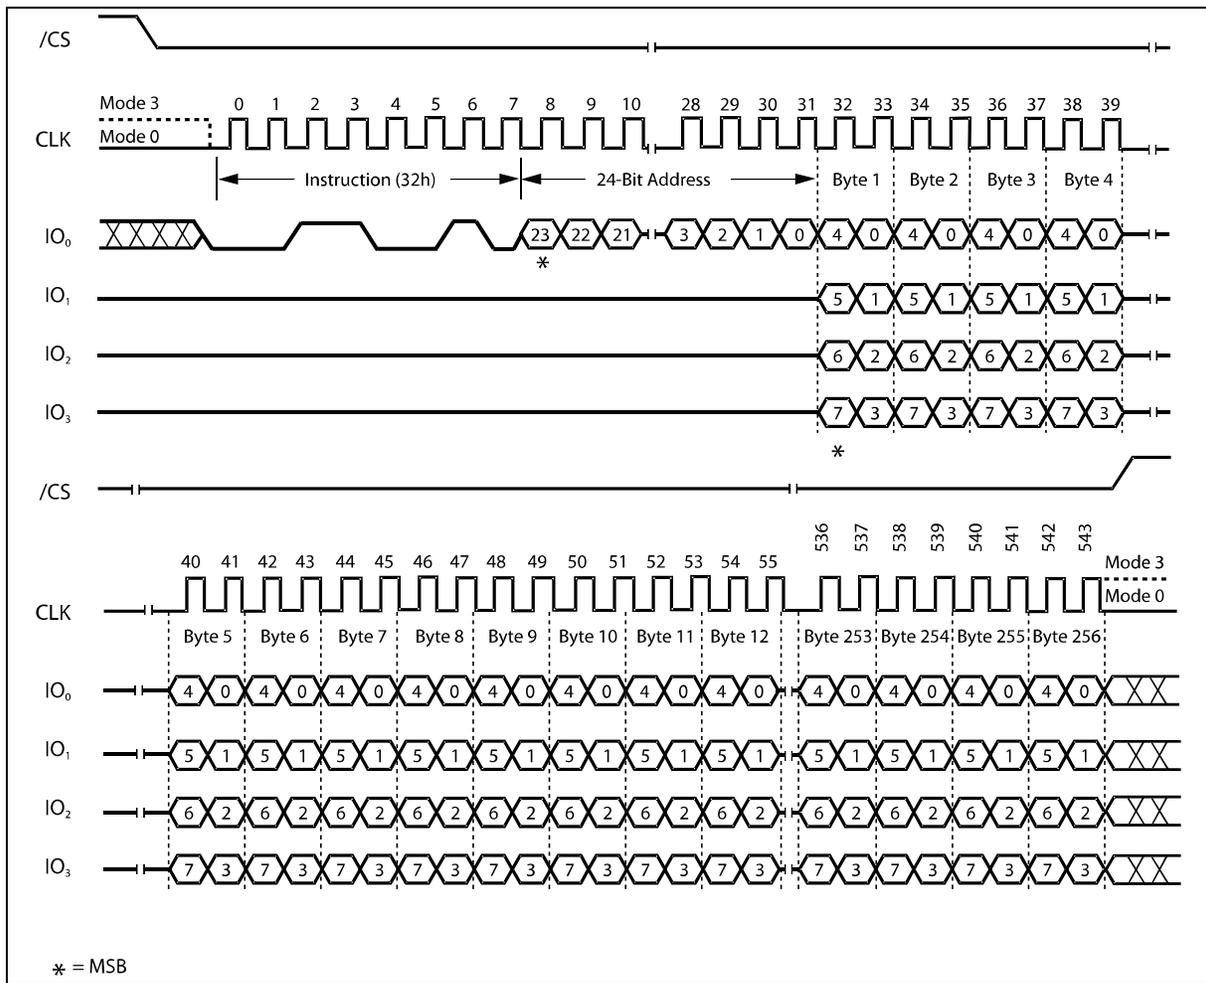 /CS
Mode 3
0 1 2 3 4 5 6 7 8 9 10 28 29 30 31 32 33 34 35 36 37 38 39
CLK
Mode 0
Instruction (32h) 24-Bit Address Byte 1 Byte 2 Byte 3 Byte 4
IO₀ 23 22 21 3 2 1 0 4 0 4 0 4 0 4 0
*
IO₁ 5 1 5 1 5 1 5 1
IO₂ 6 2 6 2 6 2 6 2
IO₃ 7 3 7 3 7 3 7 3
*
/CS
536 537 538 539 540 541 542 543
40 41 42 43 44 45 46 47 48 49 50 51 52 53 54 55 Mode 3
CLK Mode 0
Byte 5 Byte 6 Byte 7 Byte 8 Byte 9 Byte 10 Byte 11 Byte 12 Byte 253 Byte 254 Byte 255 Byte 256
IO₀ 4 0 4 0 4 0 4 0 4 0 4 0 4 0 4 0 4 0 4 0 4 0 4 0
IO₁ 5 1 5 1 5 1 5 1 5 1 5 1 5 1 5 1 5 1 5 1 5 1 5 1
IO₂ 6 2 6 2 6 2 6 2 6 2 6 2 6 2 6 2 6 2 6 2 6 2 6 2
IO₃ 7 3 7 3 7 3 7 3 7 3 7 3 7 3 7 3 7 3 7 3 7 3 7 3
* = MSB